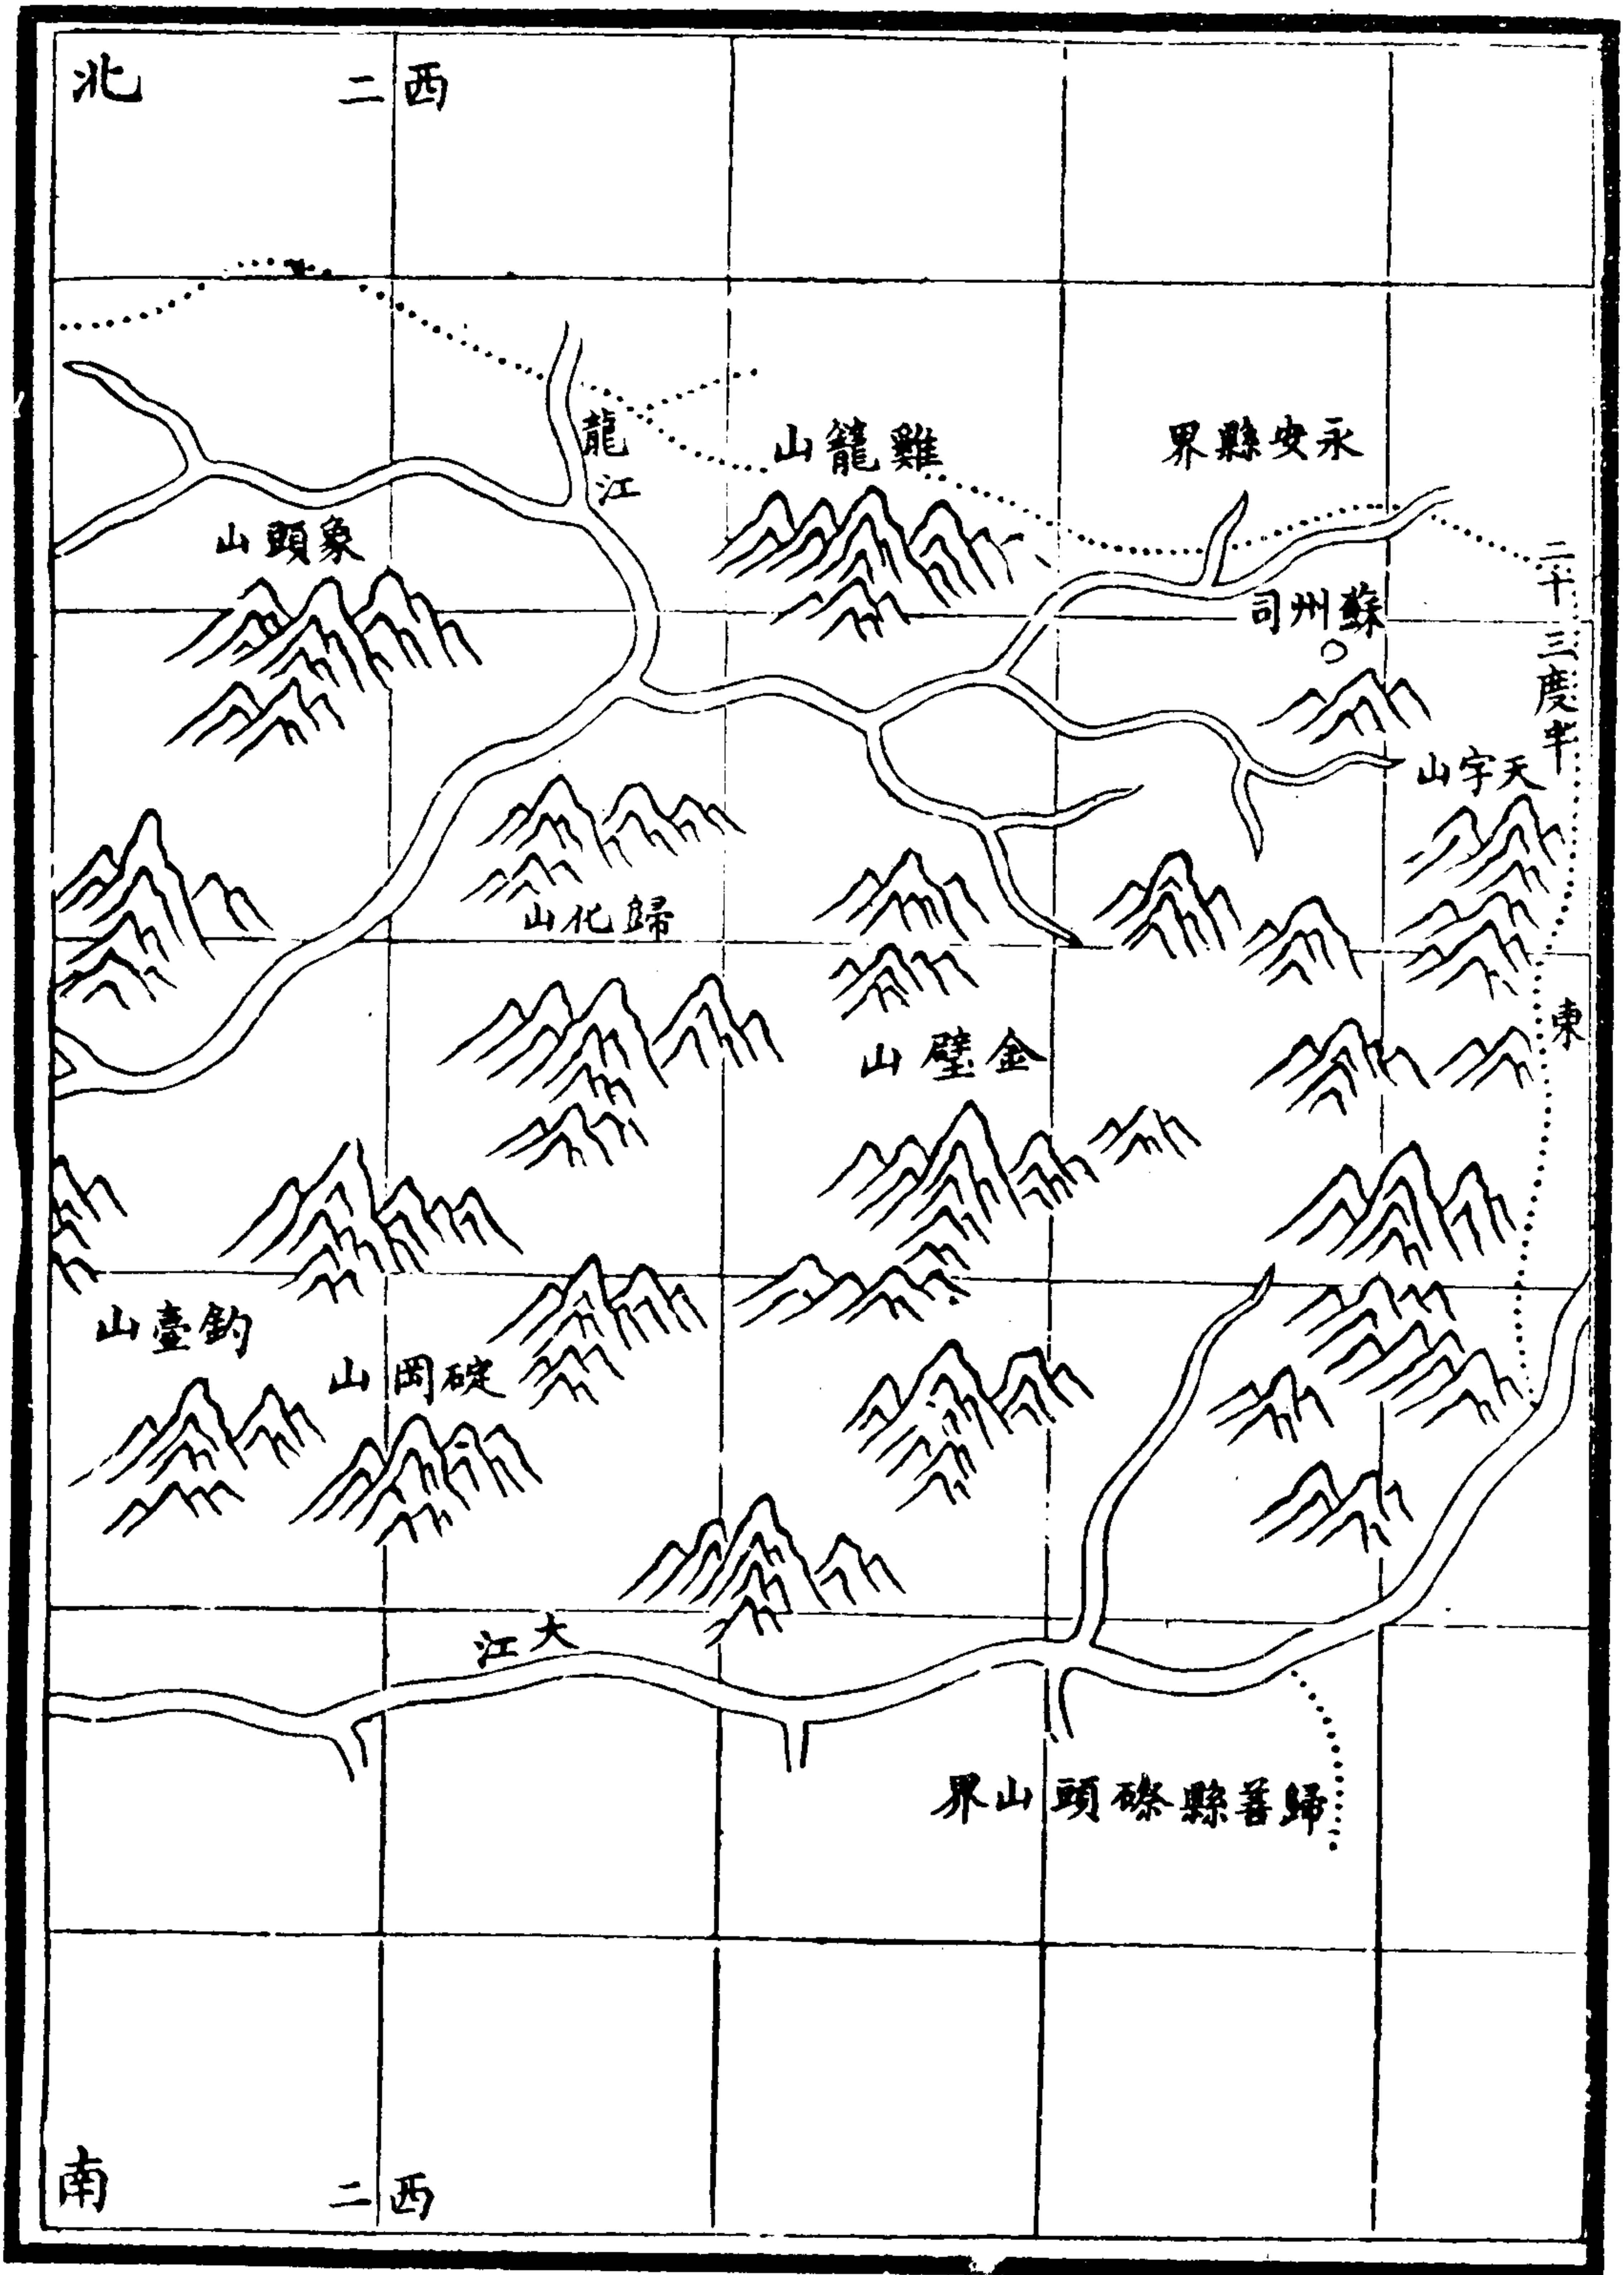 北
西二
龍江
雞籠山
永安縣界
象頭山
蘇州司
二十三度半
天字山
歸化山
東
金壁山
釣臺山
碇岡山
大江
歸善縣磜頭山界
南
西二